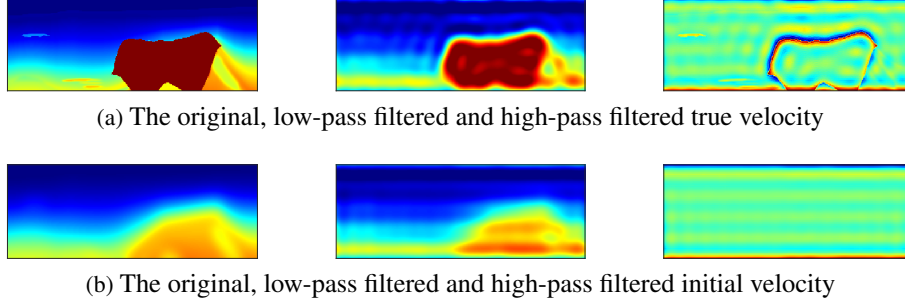 (a) The original, low-pass filtered and high-pass filtered true velocity
(b) The original, low-pass filtered and high-pass filtered initial velocity